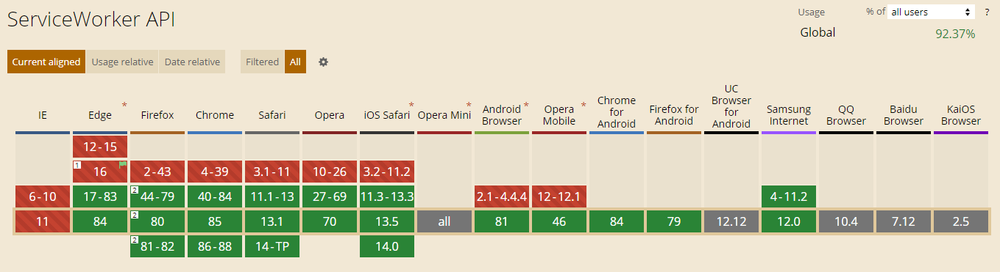 ServiceWorker API
Usage % of all users ?
Global 92.37%
Current aligned Usage relative Date relative Filtered All
IE Edge * Firefox Chrome Safari Opera iOS Safari * Opera Mini Android Browser * Opera Mobile * Chrome for Android Firefox for Android UC Browser for Android Samsung Internet QQ Browser Baidu Browser KaiOS Browser
12-15
1 16 2-43 4-39 3.1-11 10-26 3.2-11.2
6-10 17-83 2 44-79 40-84 11.1-13 27-69 11.3-13.3 2.1-4.4.4 12-12.1 4-11.2
11 84 2 80 85 13.1 70 13.5 all 81 46 84 79 12.12 12.0 10.4 7.12 2.5
2 81-82 86-88 14-TP 14.0